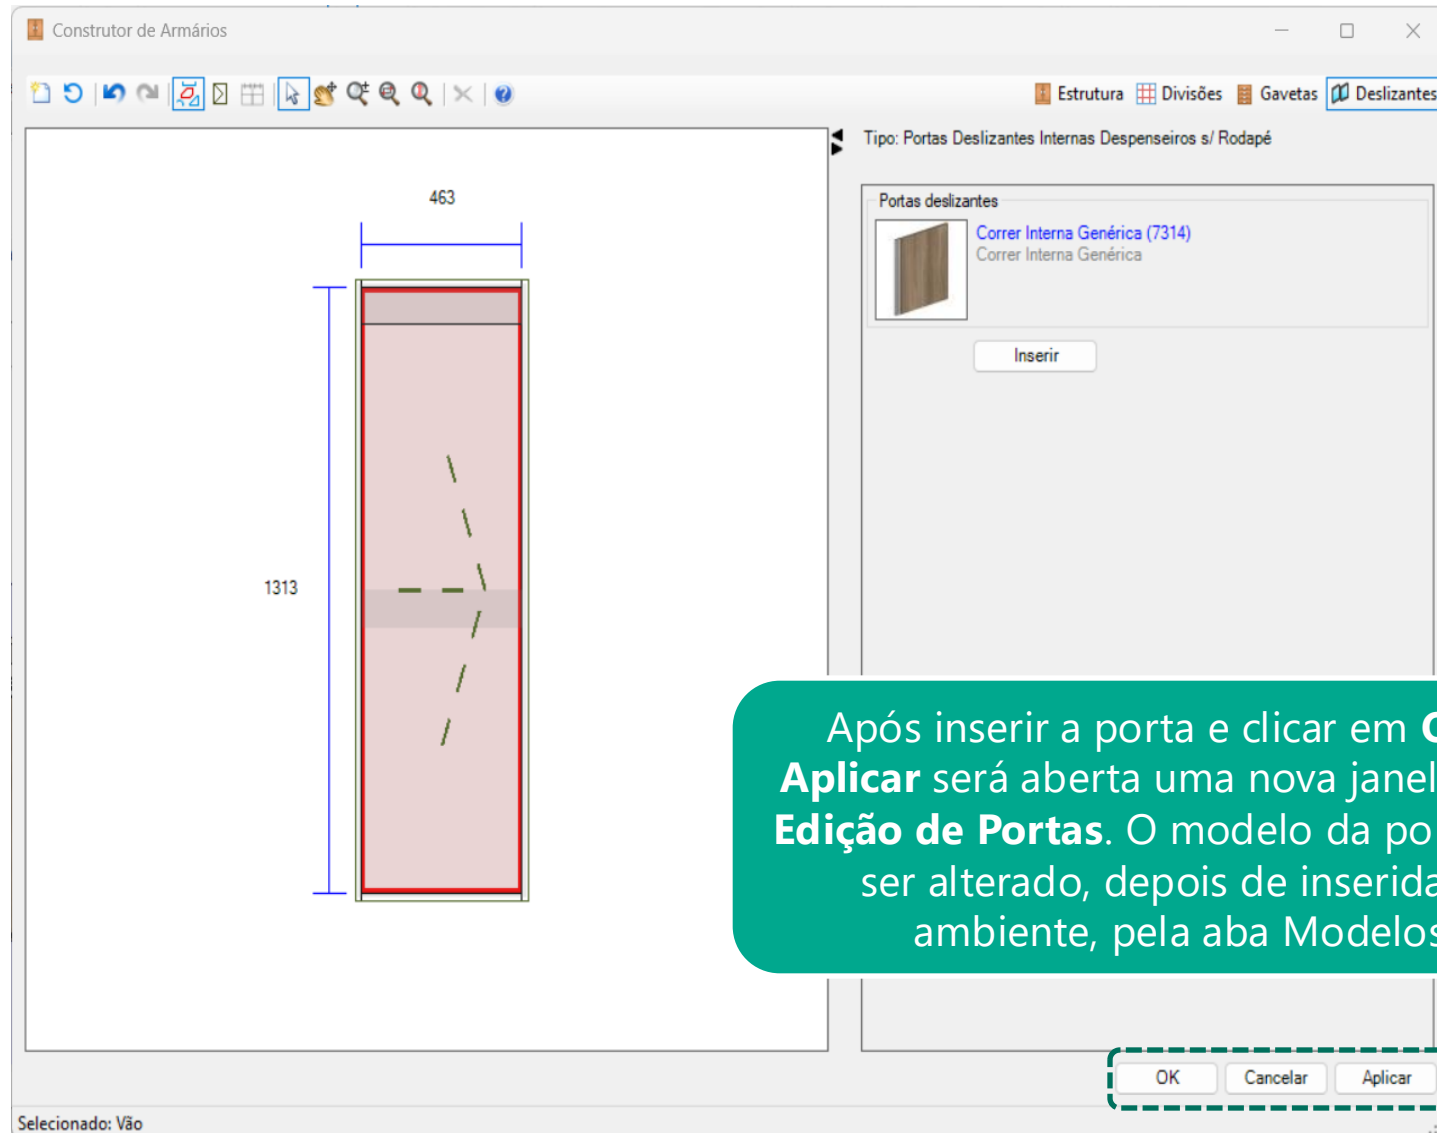 Construtor de Armários
Estrutura Divisões Gavetas Deslizantes
Tipo: Portas Deslizantes Internas Despenseiros s/ Rodapé
463
Portas deslizantes
Correr Interna Genérica (7314)
Correr Interna Genérica
Inserir
1313
Após inserir a porta e clicar em
Aplicar será aberta uma nova
Edição de Portas. O modelo da
ser alterado, depois de inserida
ambiente, pela aba Modelos
OK Cancelar Aplicar
Selecionado: Vão